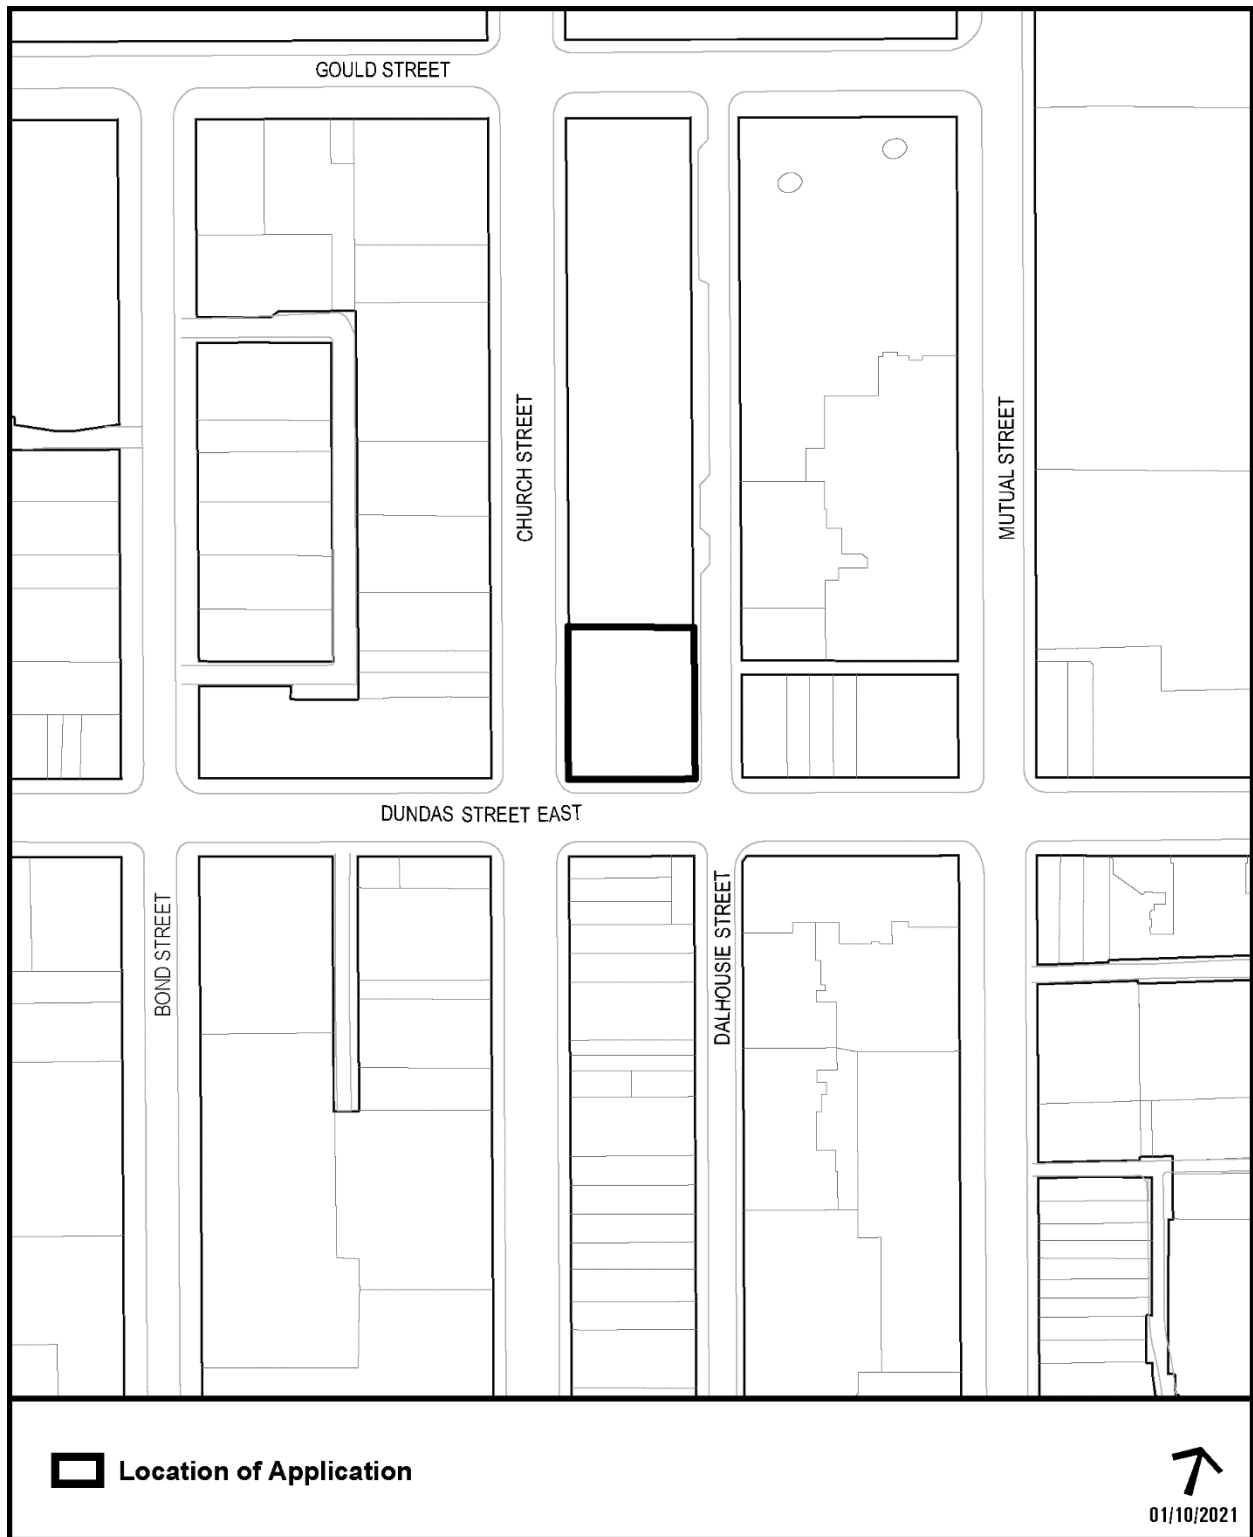 GOULD STREET
CHURCH STREET
MUTUAL STREET
DUNDAS STREET EAST
BOND STREET
DALHOUSIE STREET
Location of Application
01/10/2021